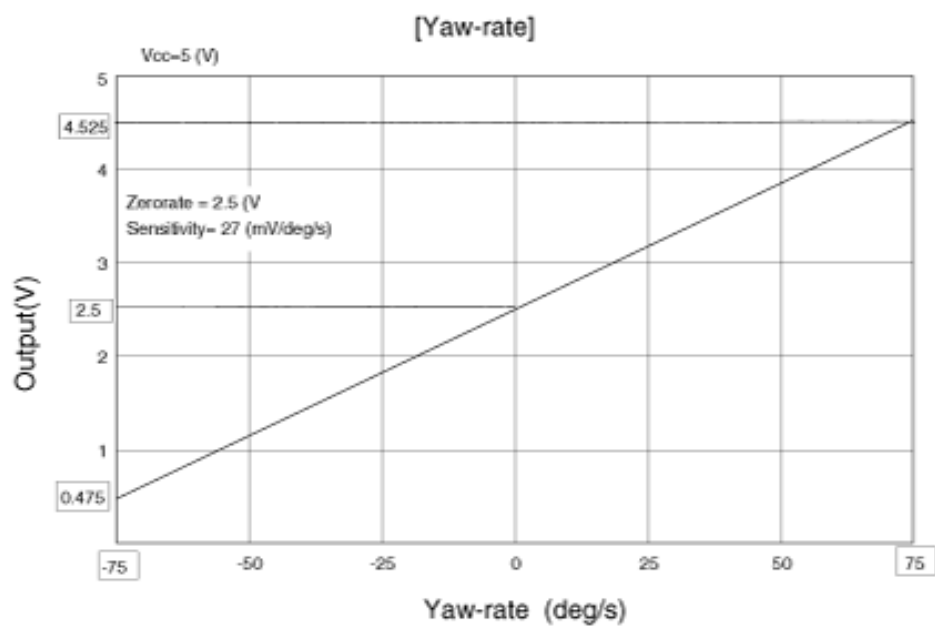 [Yaw-rate]
Vcc=5 (V)
5
4.525
4
Zerorate = 2.5 (V
Sensitivity= 27 (mV/deg/s)
3
2.5
2
1
0.475
Output(V)
-75 -50 -25 0 25 50 75
Yaw-rate (deg/s)